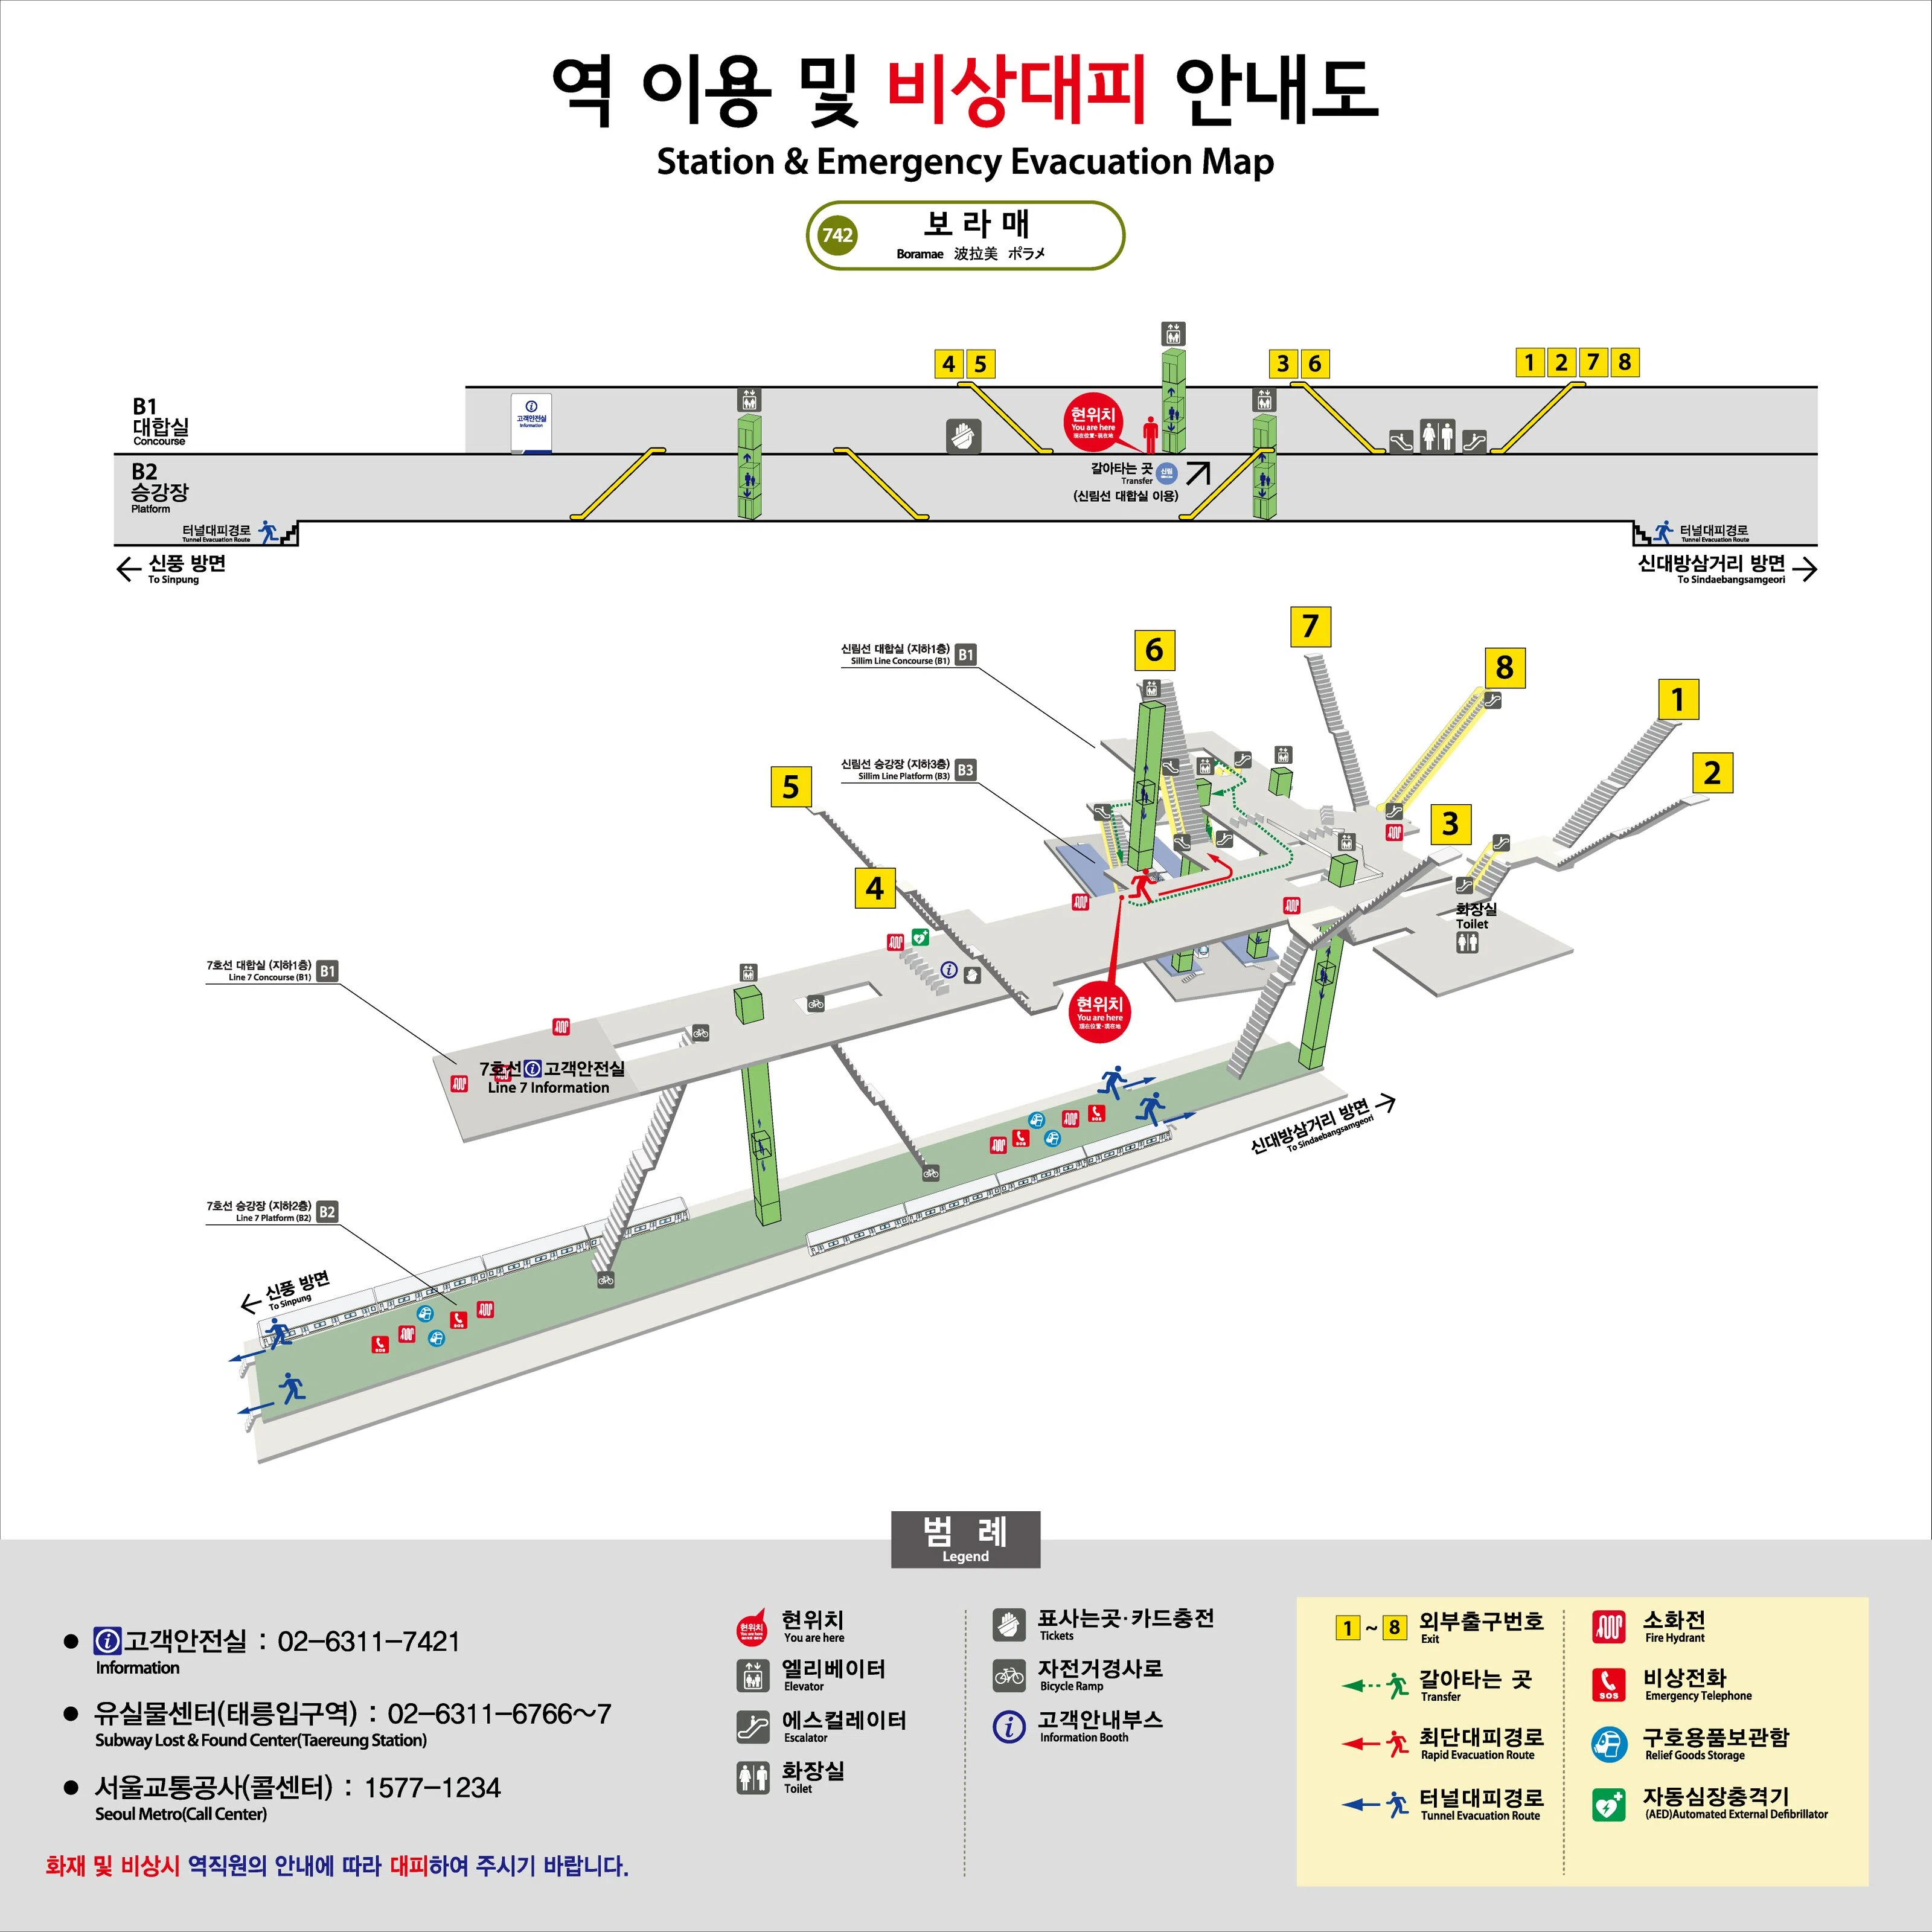 역 이용 및 비상대피 안내도
Station & Emergency Evacuation Map
742 보라매
Boramae 波拉美 ポラメ
4 5
3 6
1 2 7 8
B1
대합실
Concourse
고객안전실
Information
현위치
You are here
B2
승강장
Platform
갈아타는 곳
Transfer
신림
(신림선 대합실 이용)
터널대피경로
Tunnel Evacuation Route
터널대피경로
Tunnel Evacuation Route
신풍 방면
To Sinpung
신대방삼거리 방면
To Sindaebangsamgeori
신림선 대합실 (지하1층) B1
Sillim Line Concourse (B1)
6
7
8
1
2
3
신림선 승강장 (지하3층) B3
Sillim Line Platform (B3)
5
4
화장실
Toilet
7호선 대합실 (지하1층) B1
Line 7 Concourse (B1)
현위치
You are here
7호선 고객안전실
Line 7 Information
신대방삼거리 방면
To Sindaebangsamgeori
7호선 승강장 (지하2층) B2
Line 7 Platform (B2)
신풍 방면
To Sinpung
SOS
SOS
SOS
SOS
범 례
Legend
고객안전실 : 02-6311-7421
Information
유실물센터(태릉입구역) : 02-6311-6766~7
Subway Lost & Found Center(Taereung Station)
서울교통공사(콜센터) : 1577-1234
Seoul Metro(Call Center)
화재 및 비상시 역직원의 안내에 따라 대피하여 주시기 바랍니다.
현위치
You are here
현위치
You are here
엘리베이터
Elevator
에스컬레이터
Escalator
화장실
Toilet
표사는곳·카드충전
Tickets
자전거경사로
Bicycle Ramp
고객안내부스
Information Booth
1 ~ 8 외부출구번호
Exit
갈아타는 곳
Transfer
최단대피경로
Rapid Evacuation Route
터널대피경로
Tunnel Evacuation Route
소화전
Fire Hydrant
SOS
비상전화
Emergency Telephone
구호용품보관함
Relief Goods Storage
자동심장충격기
(AED)Automated External Defibrillator